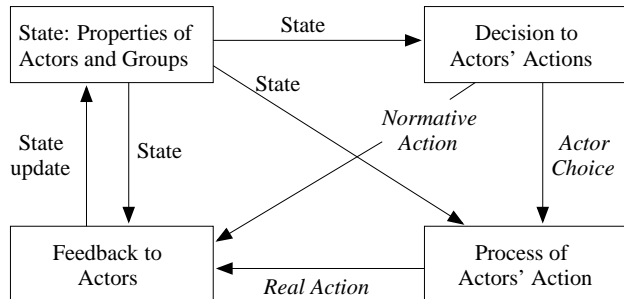 State: Properties of
Actors and Groups
State
Decision to
Actors' Actions
State
update
State
State
Normative
Action
Actor
Choice
Feedback to
Actors
Real Action
Process of
Actors' Action